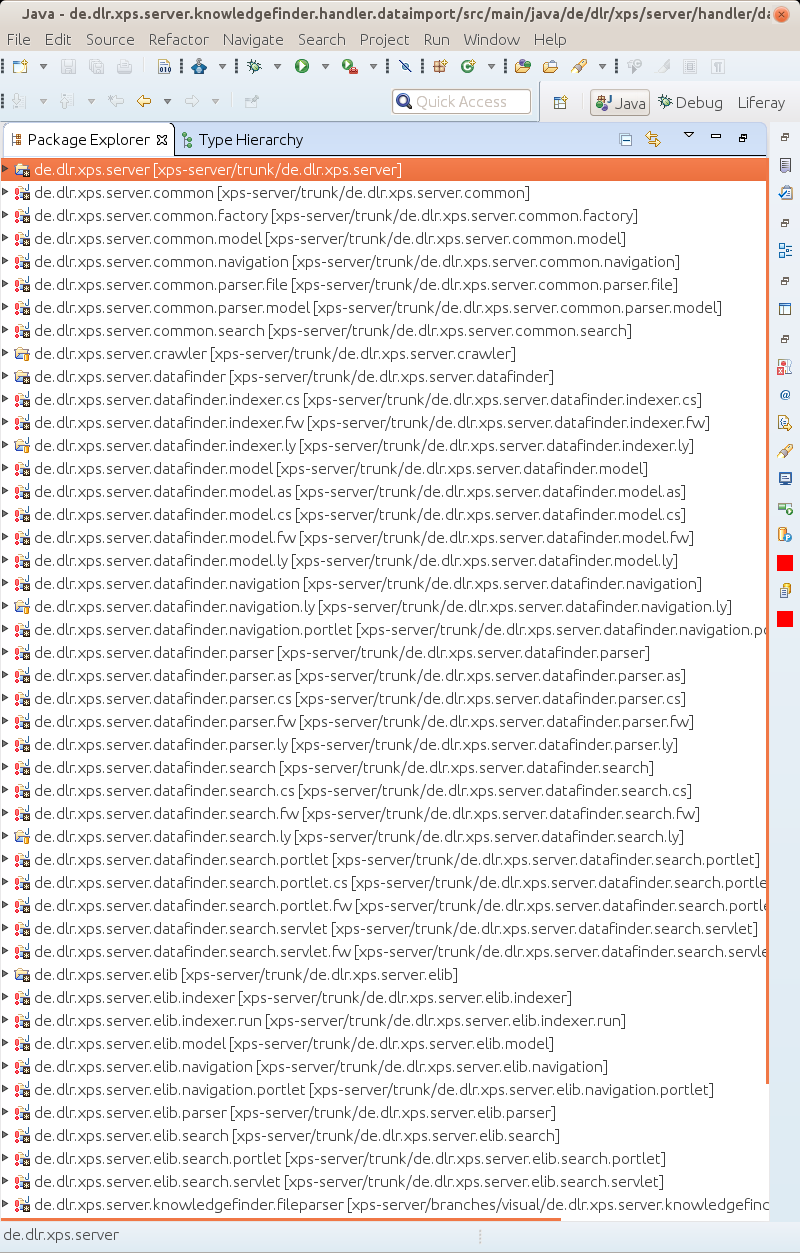 Java - de.dlr.xps.server.knowledgefinder.handler.dataimport/src/main/java/de/dlr/xps/server/handler/da
File Edit Source Refactor Navigate Search Project Run Window Help
Quick Access Java Debug Liferay
Package Explorer Type Hierarchy
de.dlr.xps.server [xps-server/trunk/de.dlr.xps.server]
de.dlr.xps.server.common [xps-server/trunk/de.dlr.xps.server.common]
de.dlr.xps.server.common.factory [xps-server/trunk/de.dlr.xps.server.common.factory]
de.dlr.xps.server.common.model [xps-server/trunk/de.dlr.xps.server.common.model]
de.dlr.xps.server.common.navigation [xps-server/trunk/de.dlr.xps.server.common.navigation]
de.dlr.xps.server.common.parser.file [xps-server/trunk/de.dlr.xps.server.common.parser.file]
de.dlr.xps.server.common.parser.model [xps-server/trunk/de.dlr.xps.server.common.parser.model]
de.dlr.xps.server.common.search [xps-server/trunk/de.dlr.xps.server.common.search]
de.dlr.xps.server.crawler [xps-server/trunk/de.dlr.xps.server.crawler]
de.dlr.xps.server.datafinder [xps-server/trunk/de.dlr.xps.server.datafinder]
de.dlr.xps.server.datafinder.indexer.cs [xps-server/trunk/de.dlr.xps.server.datafinder.indexer.cs]
de.dlr.xps.server.datafinder.indexer.fw [xps-server/trunk/de.dlr.xps.server.datafinder.indexer.fw]
de.dlr.xps.server.datafinder.indexer.ly [xps-server/trunk/de.dlr.xps.server.datafinder.indexer.ly]
de.dlr.xps.server.datafinder.model [xps-server/trunk/de.dlr.xps.server.datafinder.model]
de.dlr.xps.server.datafinder.model.as [xps-server/trunk/de.dlr.xps.server.datafinder.model.as]
de.dlr.xps.server.datafinder.model.cs [xps-server/trunk/de.dlr.xps.server.datafinder.model.cs]
de.dlr.xps.server.datafinder.model.fw [xps-server/trunk/de.dlr.xps.server.datafinder.model.fw]
de.dlr.xps.server.datafinder.model.ly [xps-server/trunk/de.dlr.xps.server.datafinder.model.ly]
de.dlr.xps.server.datafinder.navigation [xps-server/trunk/de.dlr.xps.server.datafinder.navigation]
de.dlr.xps.server.datafinder.navigation.ly [xps-server/trunk/de.dlr.xps.server.datafinder.navigation.ly]
de.dlr.xps.server.datafinder.navigation.portlet [xps-server/trunk/de.dlr.xps.server.datafinder.navigation.po
de.dlr.xps.server.datafinder.parser [xps-server/trunk/de.dlr.xps.server.datafinder.parser]
de.dlr.xps.server.datafinder.parser.as [xps-server/trunk/de.dlr.xps.server.datafinder.parser.as]
de.dlr.xps.server.datafinder.parser.cs [xps-server/trunk/de.dlr.xps.server.datafinder.parser.cs]
de.dlr.xps.server.datafinder.parser.fw [xps-server/trunk/de.dlr.xps.server.datafinder.parser.fw]
de.dlr.xps.server.datafinder.parser.ly [xps-server/trunk/de.dlr.xps.server.datafinder.parser.ly]
de.dlr.xps.server.datafinder.search [xps-server/trunk/de.dlr.xps.server.datafinder.search]
de.dlr.xps.server.datafinder.search.cs [xps-server/trunk/de.dlr.xps.server.datafinder.search.cs]
de.dlr.xps.server.datafinder.search.fw [xps-server/trunk/de.dlr.xps.server.datafinder.search.fw]
de.dlr.xps.server.datafinder.search.ly [xps-server/trunk/de.dlr.xps.server.datafinder.search.ly]
de.dlr.xps.server.datafinder.search.portlet [xps-server/trunk/de.dlr.xps.server.datafinder.search.portlet]
de.dlr.xps.server.datafinder.search.portlet.cs [xps-server/trunk/de.dlr.xps.server.datafinder.search.portle
de.dlr.xps.server.datafinder.search.portlet.fw [xps-server/trunk/de.dlr.xps.server.datafinder.search.portle
de.dlr.xps.server.datafinder.search.servlet [xps-server/trunk/de.dlr.xps.server.datafinder.search.servlet]
de.dlr.xps.server.datafinder.search.servlet.fw [xps-server/trunk/de.dlr.xps.server.datafinder.search.servle
de.dlr.xps.server.elib [xps-server/trunk/de.dlr.xps.server.elib]
de.dlr.xps.server.elib.indexer [xps-server/trunk/de.dlr.xps.server.elib.indexer]
de.dlr.xps.server.elib.indexer.run [xps-server/trunk/de.dlr.xps.server.elib.indexer.run]
de.dlr.xps.server.elib.model [xps-server/trunk/de.dlr.xps.server.elib.model]
de.dlr.xps.server.elib.navigation [xps-server/trunk/de.dlr.xps.server.elib.navigation]
de.dlr.xps.server.elib.navigation.portlet [xps-server/trunk/de.dlr.xps.server.elib.navigation.portlet]
de.dlr.xps.server.elib.parser [xps-server/trunk/de.dlr.xps.server.elib.parser]
de.dlr.xps.server.elib.search [xps-server/trunk/de.dlr.xps.server.elib.search]
de.dlr.xps.server.elib.search.portlet [xps-server/trunk/de.dlr.xps.server.elib.search.portlet]
de.dlr.xps.server.elib.search.servlet [xps-server/trunk/de.dlr.xps.server.elib.search.servlet]
de.dlr.xps.server.knowledgefinder.fileparser [xps-server/branches/visual/de.dlr.xps.server.knowledgefind
de.dlr.xps.server